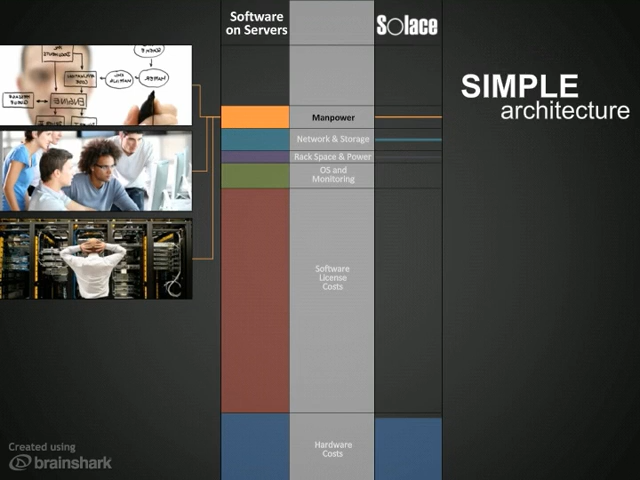 Software
on Servers
Solace
SIMPLE
architecture
Manpower
Network & Storage
Rack Space & Power
OS and
Monitoring
Software
License
Costs
Hardware
Costs
Created using
brainshark